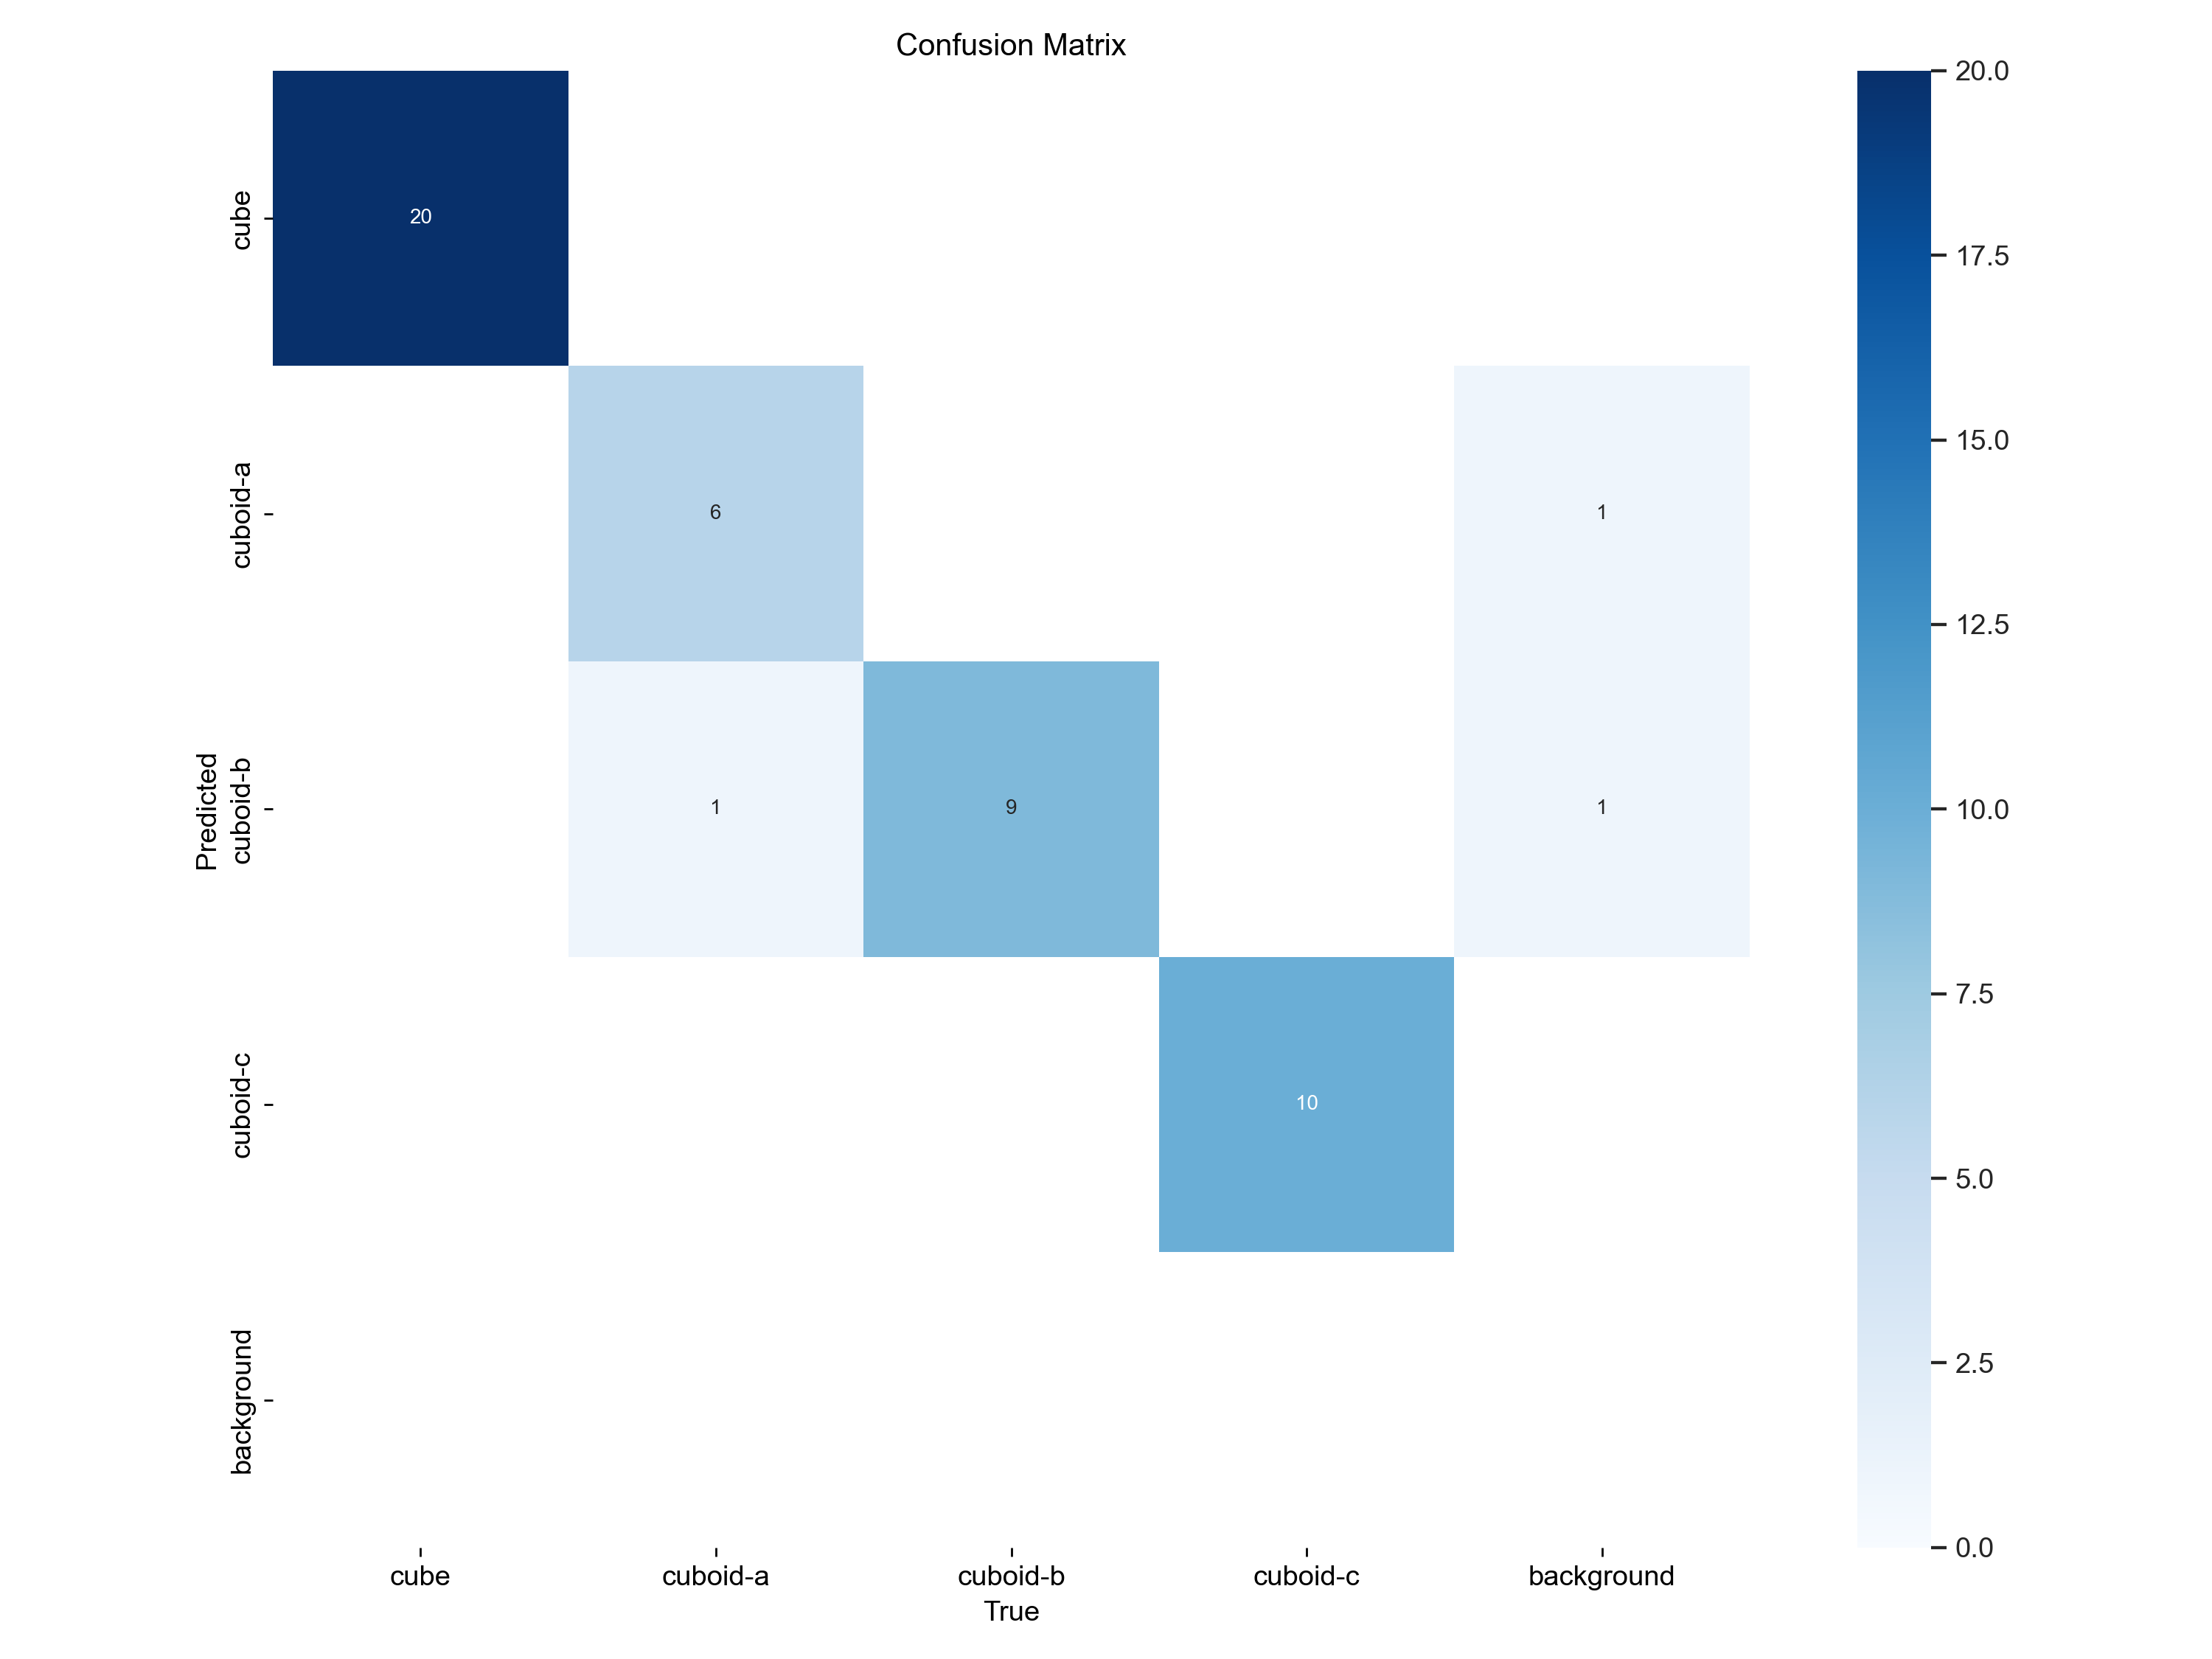 Confusion Matrix
cube
cuboid-a
cuboid-b
cuboid-c
background
Predicted
20
6
1
1
9
1
10
cube
cuboid-a
cuboid-b
cuboid-c
background
True
20.0
17.5
15.0
12.5
10.0
7.5
5.0
2.5
0.0